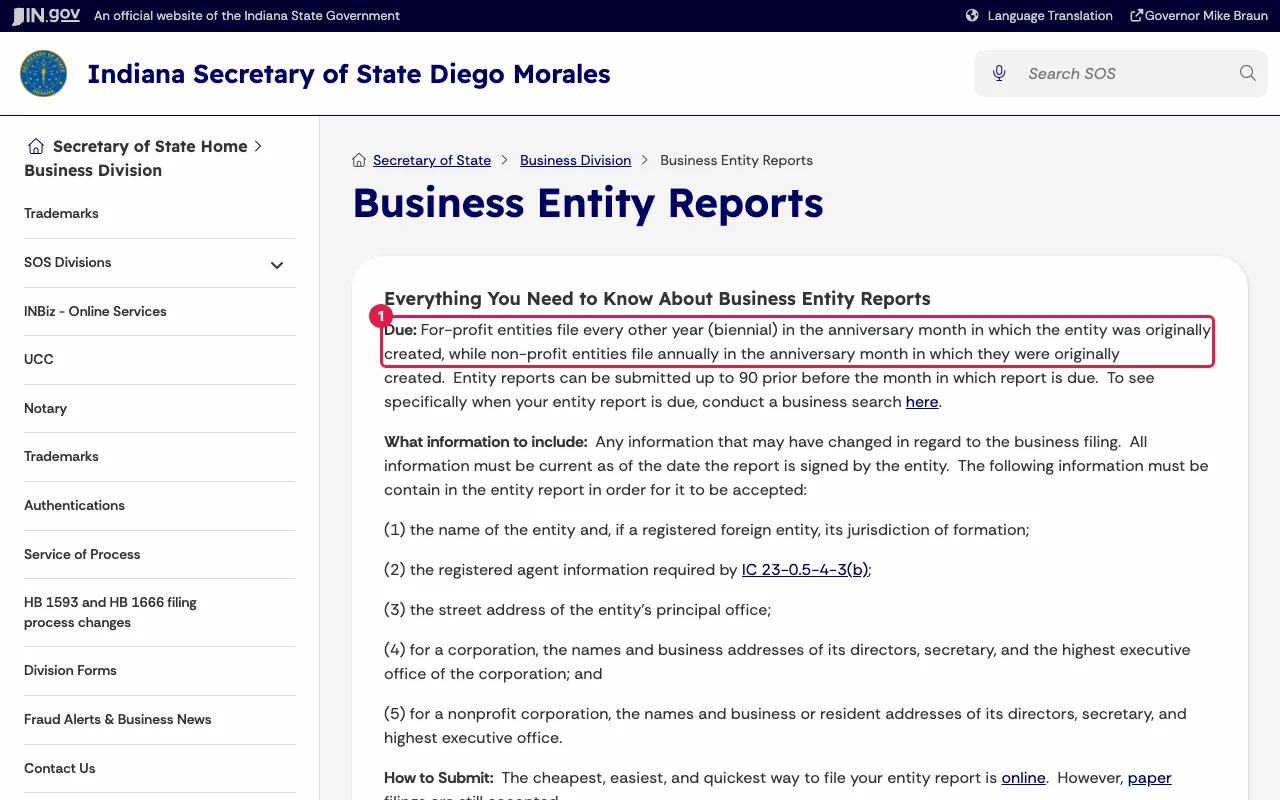 IN.gov An official website of the Indiana State Government Language Translation Governor Mike Braun
Indiana Secretary of State Diego Morales
Search SOS
Secretary of State Home
Business Division
Trademarks
SOS Divisions
INBiz - Online Services
UCC
Notary
Trademarks
Authentications
Service of Process
HB 1593 and HB 1666 filing
process changes
Division Forms
Fraud Alerts & Business News
Contact Us
Secretary of State > Business Division > Business Entity Reports
Business Entity Reports
Everything You Need to Know About Business Entity Reports
1
Due: For-profit entities file every other year (biennial) in the anniversary month in which the entity was originally
created, while non-profit entities file annually in the anniversary month in which they were originally
created.  Entity reports can be submitted up to 90 prior before the month in which report is due.  To see
specifically when your entity report is due, conduct a business search here.
What information to include:  Any information that may have changed in regard to the business filing.  All
information must be current as of the date the report is signed by the entity.  The following information must be
contain in the entity report in order for it to be accepted:
(1) the name of the entity and, if a registered foreign entity, its jurisdiction of formation;
(2) the registered agent information required by IC 23-0.5-4-3(b);
(3) the street address of the entity's principal office;
(4) for a corporation, the names and business addresses of its directors, secretary, and the highest executive
office of the corporation; and
(5) for a nonprofit corporation, the names and business or resident addresses of its directors, secretary, and
highest executive office.
How to Submit:  The cheapest, easiest, and quickest way to file your entity report is online.  However, paper
filings are still accepted.